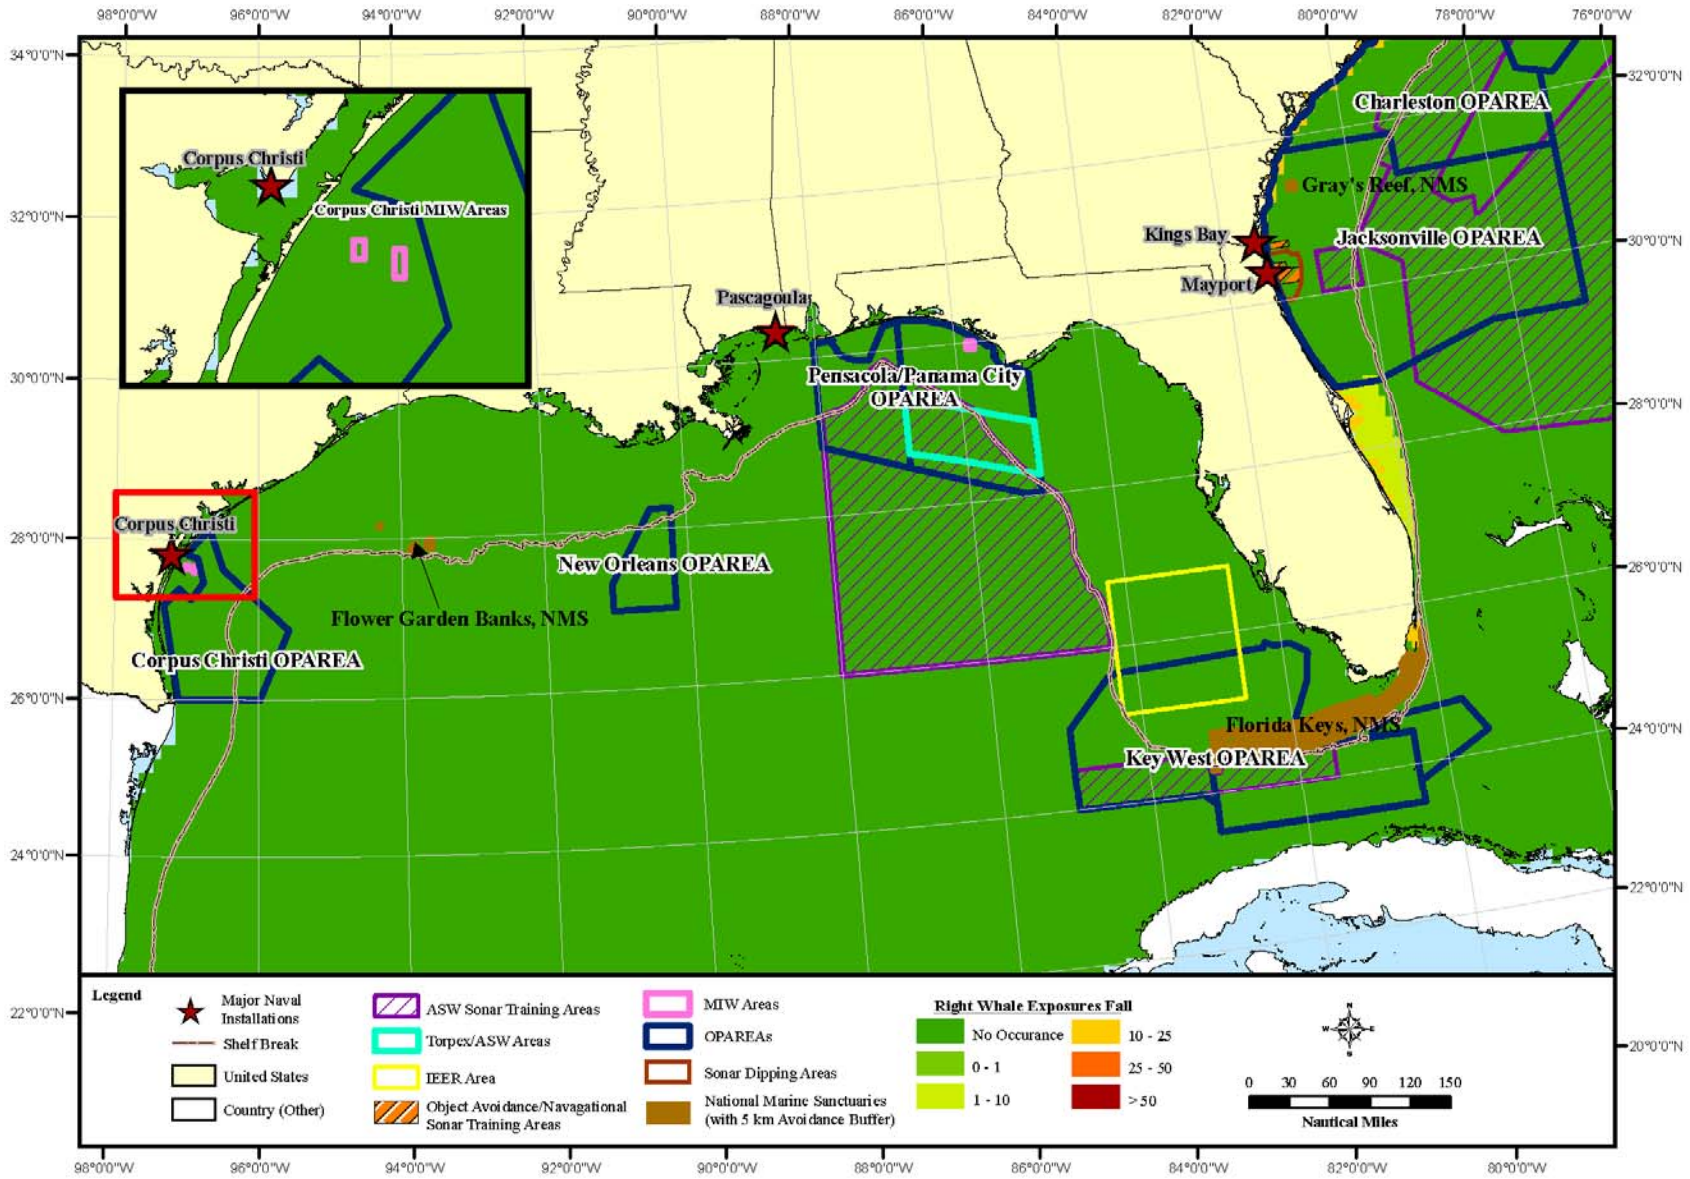 98°0'0"W 96°0'0"W 94°0'0"W 92°0'0"W 90°0'0"W 88°0'0"W 86°0'0"W 84°0'0"W 82°0'0"W 80°0'0"W 78°0'0"W 76°0'0"W
34°0'0"N
32°0'0"N
Charleston OPAREA
Corpus Christi
Gray's Reef, NMS
Corpus Christi MIW Areas
32°0'0"N
Kings Bay
Jacksonville OPAREA
30°0'0"N
Mayport
Pascagoula
30°0'0"N
Pensacola/Panama City
OPAREA
28°0'0"N
Corpus Christi
28°0'0"N
New Orleans OPAREA
26°0'0"N
Flower Garden Banks, NMS
Corpus Christi OPAREA
26°0'0"N
Florida Keys, NMS
24°0'0"N
Key West OPAREA
24°0'0"N
22°0'0"N
22°0'0"N
20°0'0"N
Legend
Major Naval
Installations
Shelf Break
United States
Country (Other)
ASW Sonar Training Areas
Torpex/ASW Areas
IEER Area
Object Avoidance/Navagational
Sonar Training Areas
MIW Areas
OPAREAs
Sonar Dipping Areas
National Marine Sanctuaries
(with 5 km Avoidance Buffer)
Right Whale Exposures Fall
No Occurance
0 - 1
1 - 10
10 - 25
25 - 50
>50
N
W E
S
0 30 60 90 120 150
Nautical Miles
98°0'0"W 96°0'0"W 94°0'0"W 92°0'0"W 90°0'0"W 88°0'0"W 86°0'0"W 84°0'0"W 82°0'0"W 80°0'0"W